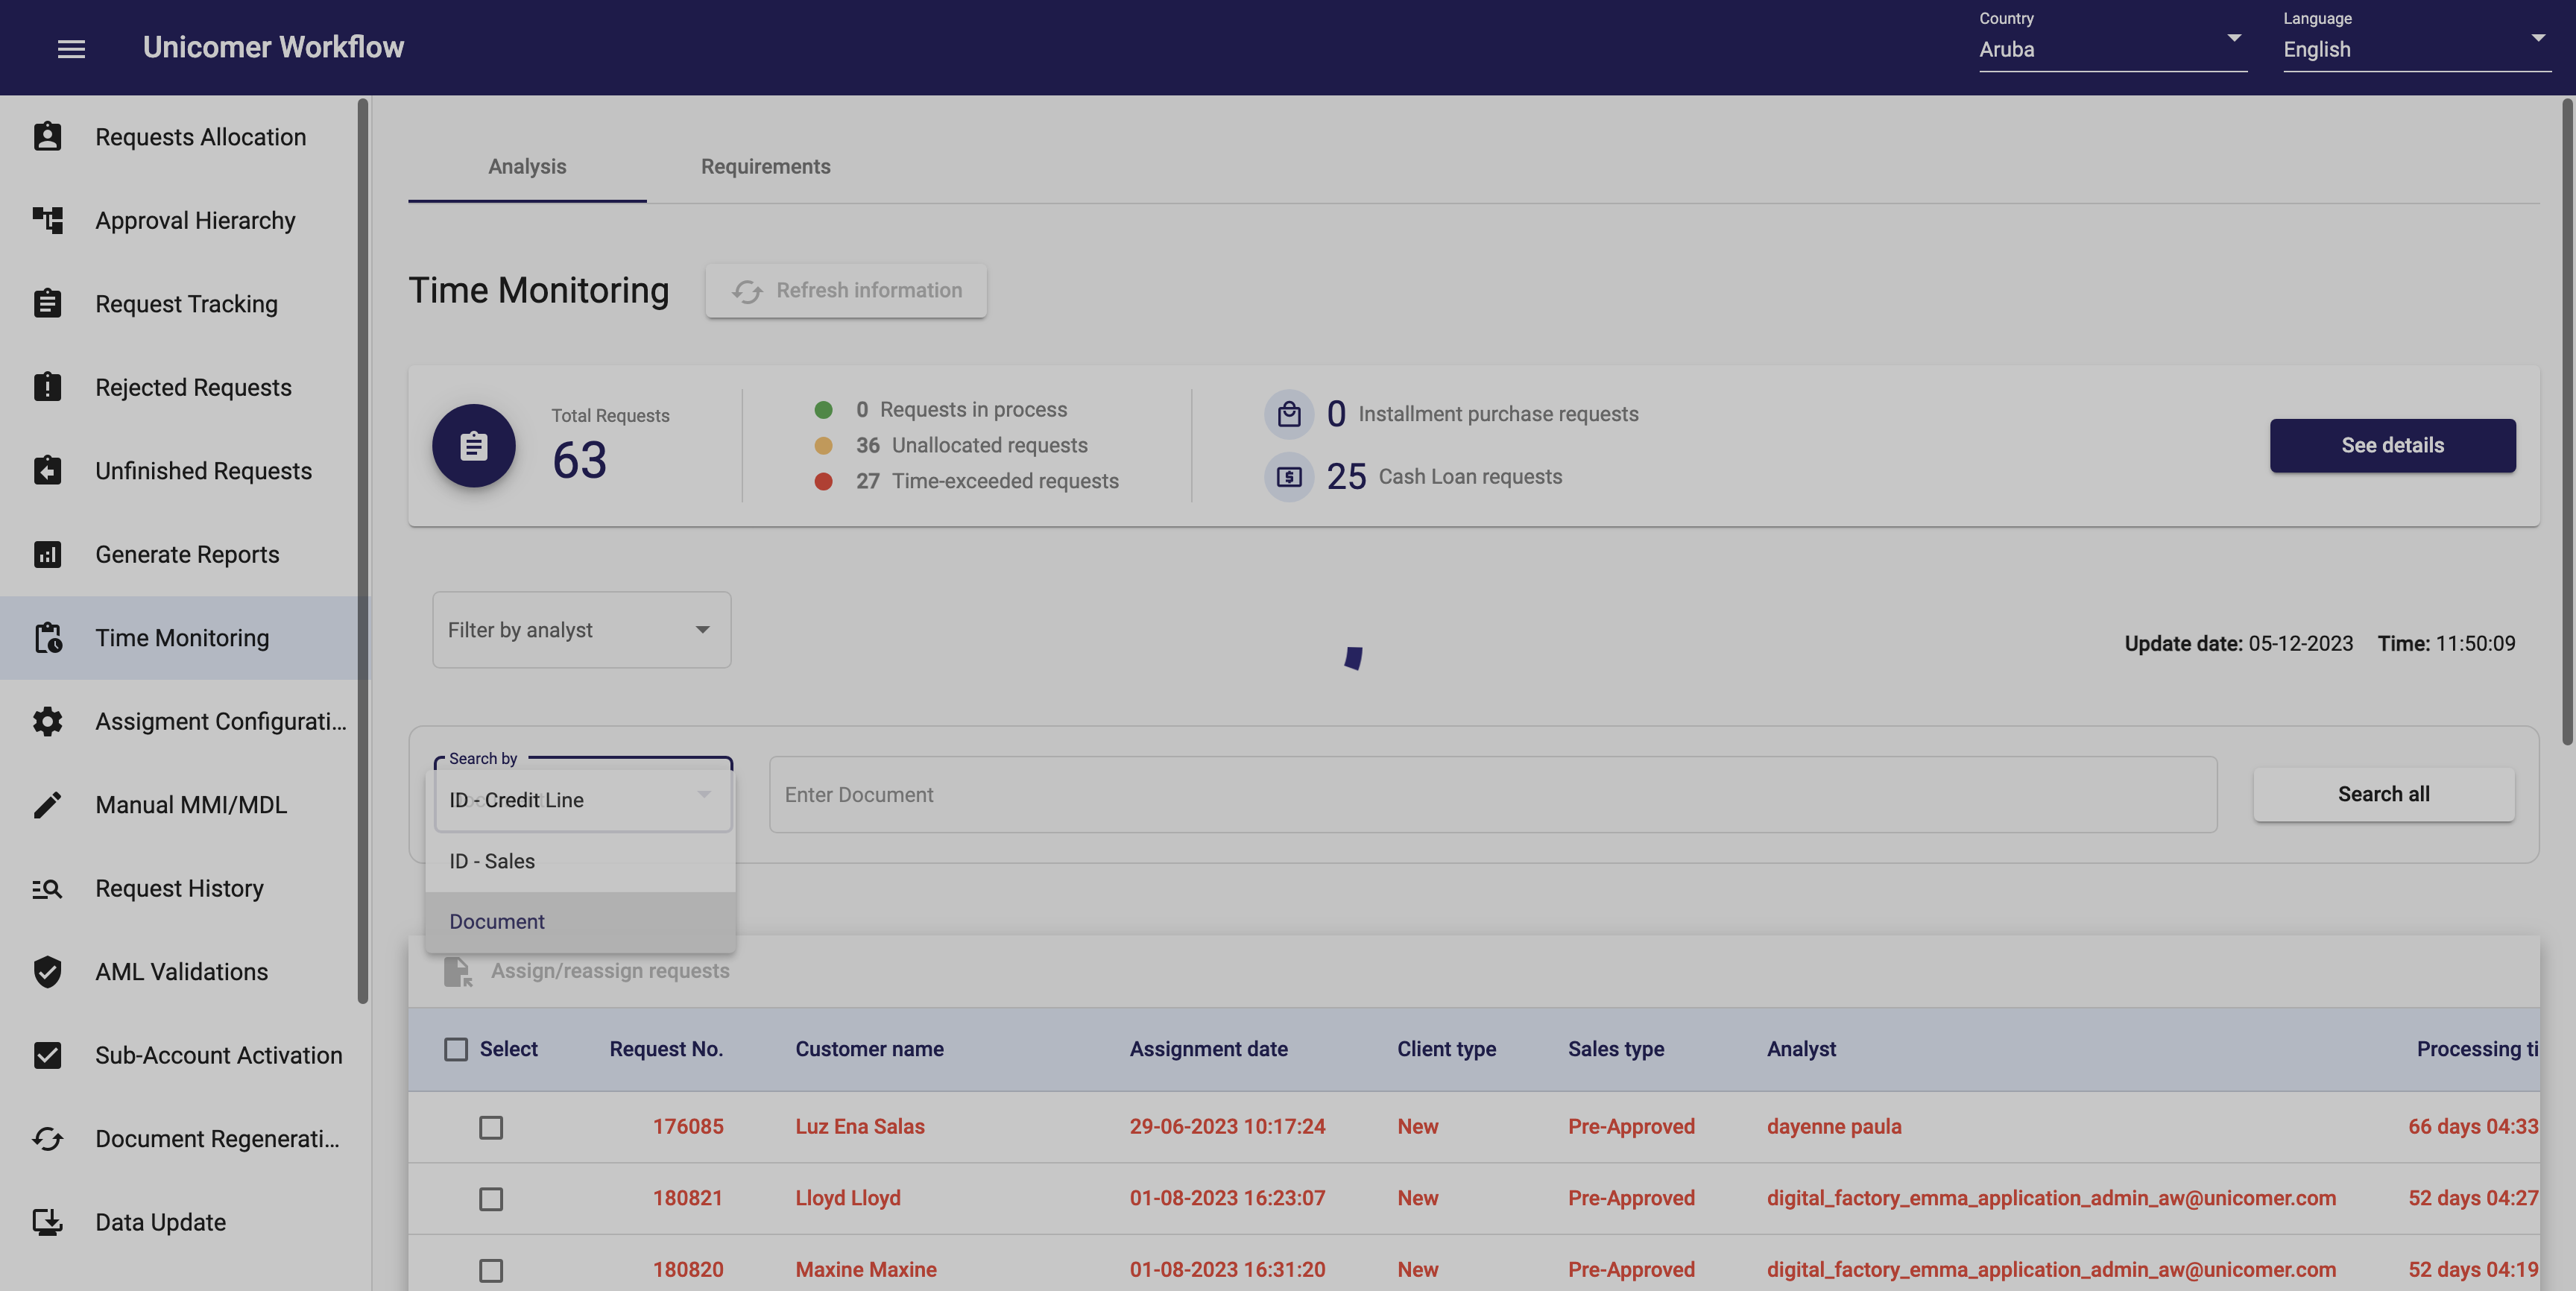 Unicomer Workflow
Country
Aruba
Language
English
Requests Allocation
Approval Hierarchy
Request Tracking
Rejected Requests
Unfinished Requests
Generate Reports
Time Monitoring
Assigment Configurati...
Manual MMI/MDL
Request History
AML Validations
Sub-Account Activation
Document Regenerati...
Data Update
Analysis
Requirements
Time Monitoring
Refresh information
Total Requests
63
0 Requests in process
36 Unallocated requests
27 Time-exceeded requests
0 Installment purchase requests
25 Cash Loan requests
See details
Filter by analyst
Update date: 05-12-2023 Time: 11:50:09
Search by
ID - Credit Line
ID - Sales
Document
Enter Document
Search all
Assign/reassign requests
Select Request No. Customer name Assignment date Client type Sales type Analyst Processing ti
176085 Luz Ena Salas 29-06-2023 10:17:24 New Pre-Approved dayenne paula 66 days 04:33
180821 Lloyd Lloyd 01-08-2023 16:23:07 New Pre-Approved digital_factory_emma_application_admin_aw@unicomer.com 52 days 04:27
180820 Maxine Maxine 01-08-2023 16:31:20 New Pre-Approved digital_factory_emma_application_admin_aw@unicomer.com 52 days 04:19